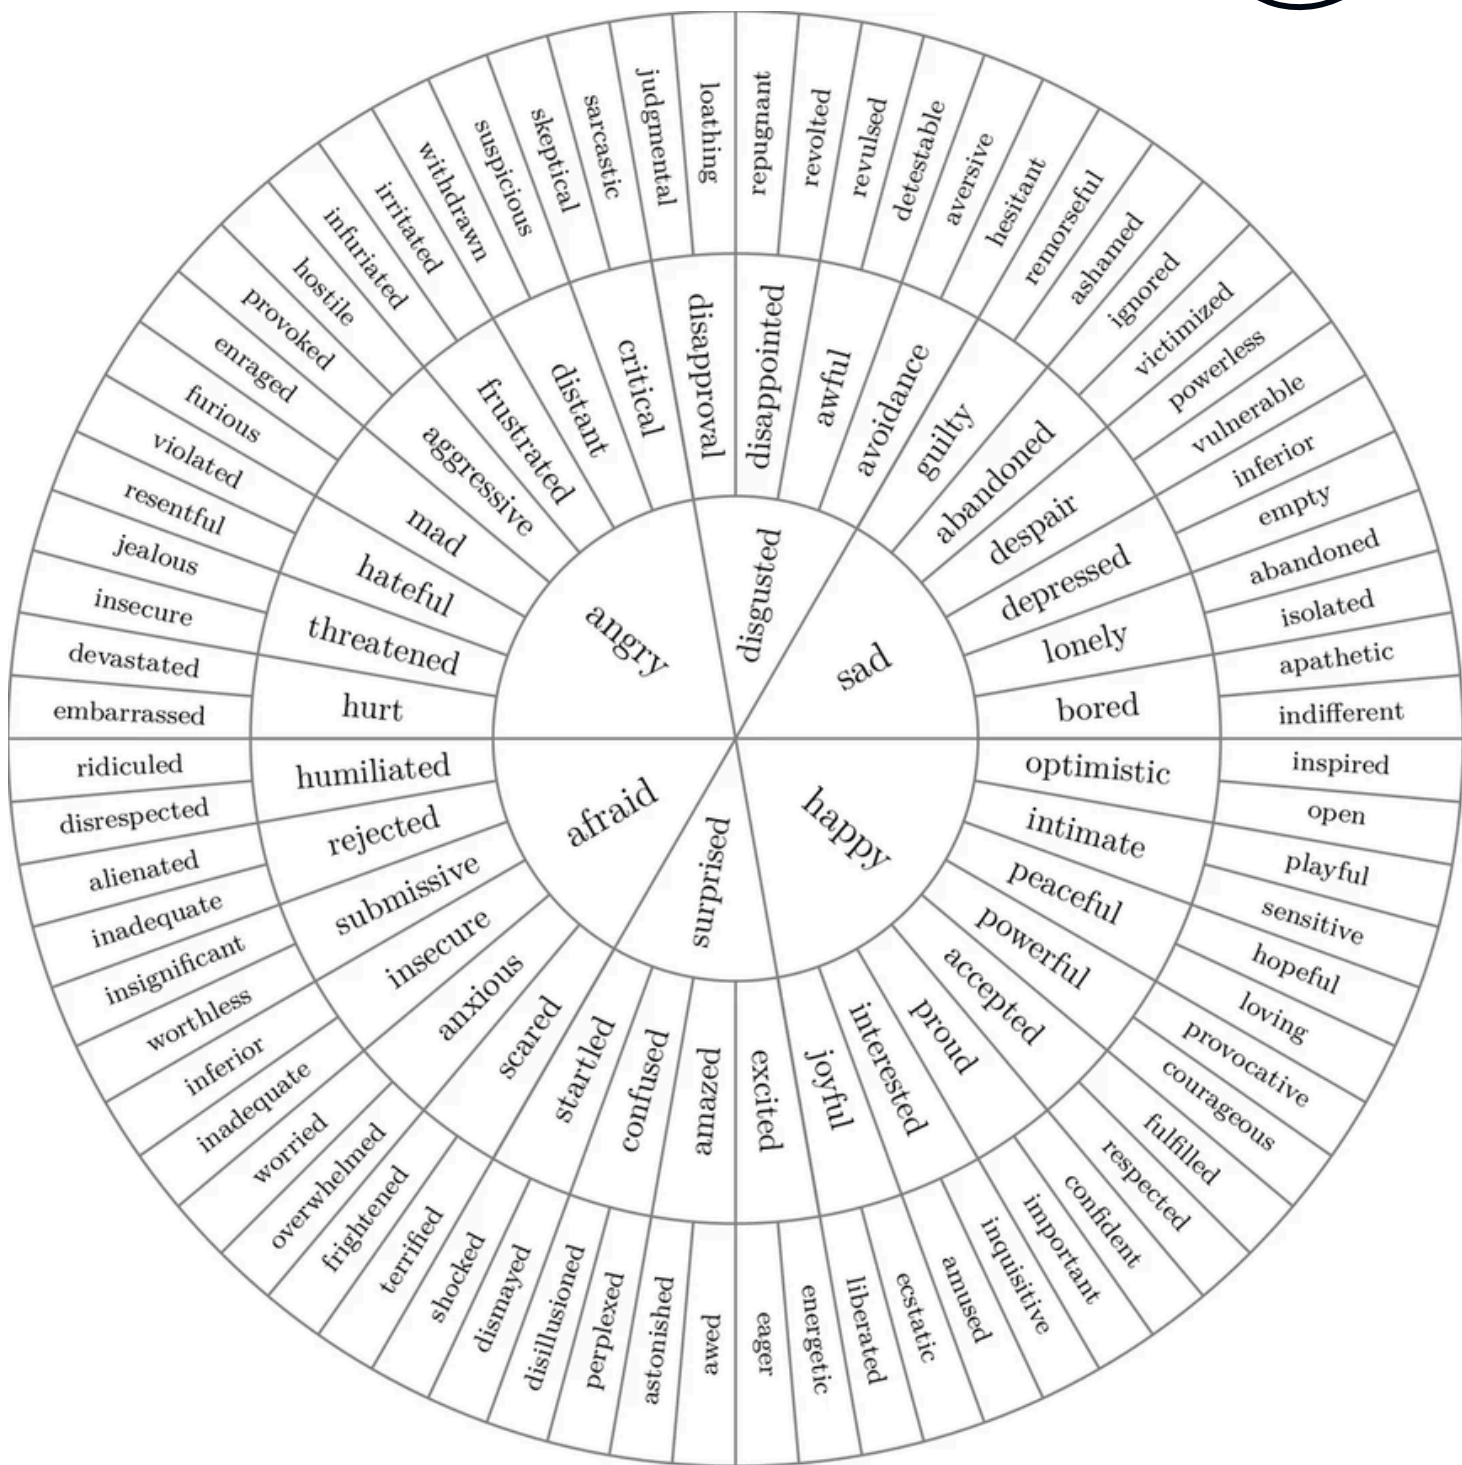 angry
disgusted
sad
happy
surprised
afraid
disapproval
disappointed
awful
avoidance
guilty
abandoned
despair
depressed
lonely
bored
optimistic
intimate
peaceful
powerful
accepted
proud
interested
joyful
excited
amazed
confused
startled
scared
anxious
insecure
submissive
rejected
humiliated
hurt
threatened
hateful
mad
aggressive
frustrated
distant
critical
loathing
repugnant
revolted
revulsed
detestable
aversive
hesitant
remorseful
ashamed
ignored
victimized
powerless
vulnerable
inferior
empty
abandoned
isolated
apathetic
indifferent
inspired
open
playful
sensitive
hopeful
loving
provocative
courageous
fulfilled
respected
confident
important
inquisitive
amused
ecstatic
liberated
energetic
eager
awed
astonished
perplexed
disillusioned
dismayed
shocked
terrified
frightened
overwhelmed
worried
inadequate
inferior
worthless
insignificant
inadequate
alienated
disrespected
ridiculed
embarrassed
devastated
insecure
jealous
resentful
violated
furious
enraged
provoked
hostile
infuriated
irritated
withdrawn
suspicious
skeptical
sarcastic
judgmental